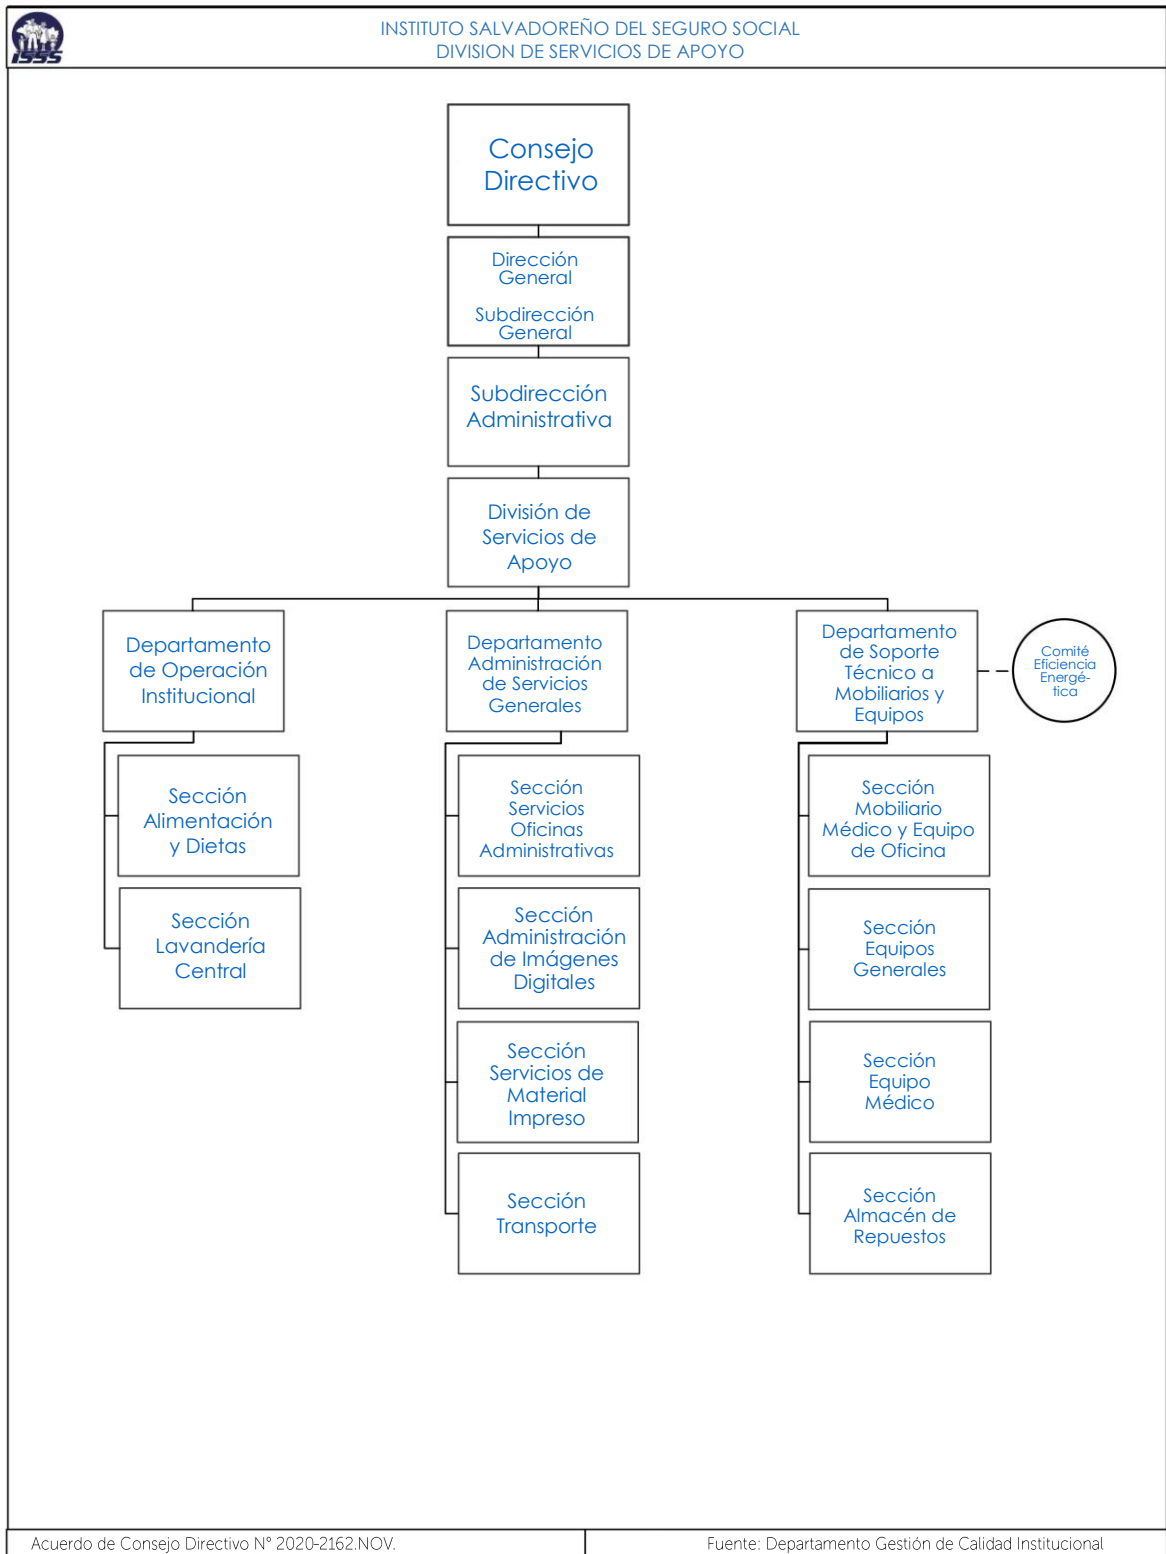 ISSS
INSTITUTO SALVADOREÑO DEL SEGURO SOCIAL
DIVISION DE SERVICIOS DE APOYO
Consejo
Directivo
Dirección
General
Subdirección
General
Subdirección
Administrativa
División de
Servicios de
Apoyo
Departamento
de Operación
Institucional
Departamento
Administración
de Servicios
Generales
Departamento
de Soporte
Técnico a
Mobiliarios y
Equipos
Comité
Eficiencia
Energé-
tica
Sección
Alimentación
y Dietas
Sección
Lavandería
Central
Sección
Servicios
Oficinas
Administrativas
Sección
Administración
de Imágenes
Digitales
Sección
Servicios de
Material
Impreso
Sección
Transporte
Sección
Mobiliario
Médico y Equipo
de Oficina
Sección
Equipos
Generales
Sección
Equipo
Médico
Sección
Almacén de
Repuestos
Acuerdo de Consejo Directivo N° 2020-2162.NOV.
Fuente: Departamento Gestión de Calidad Institucional